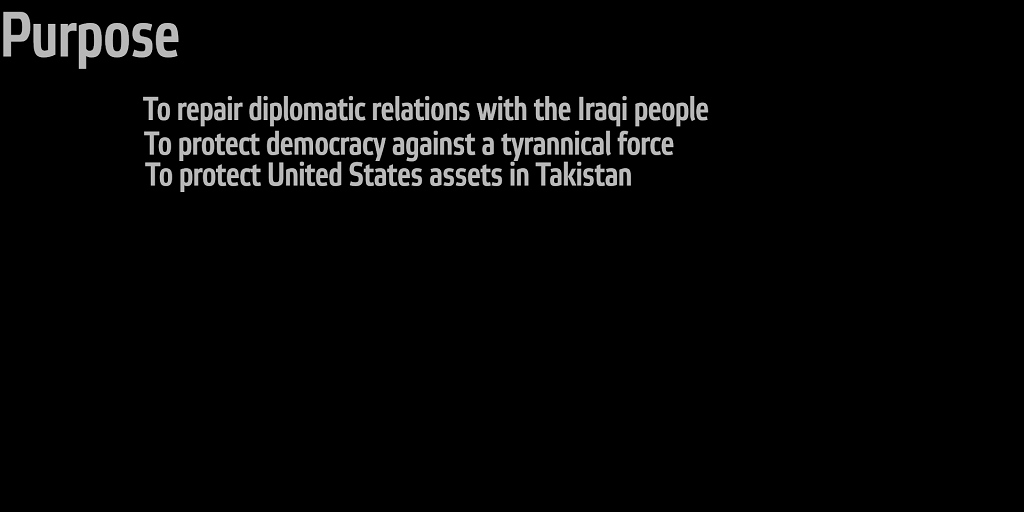 Purpose
To repair diplomatic relations with the Iraqi people
To protect democracy against a tyrannical force
To protect United States assets in Takistan